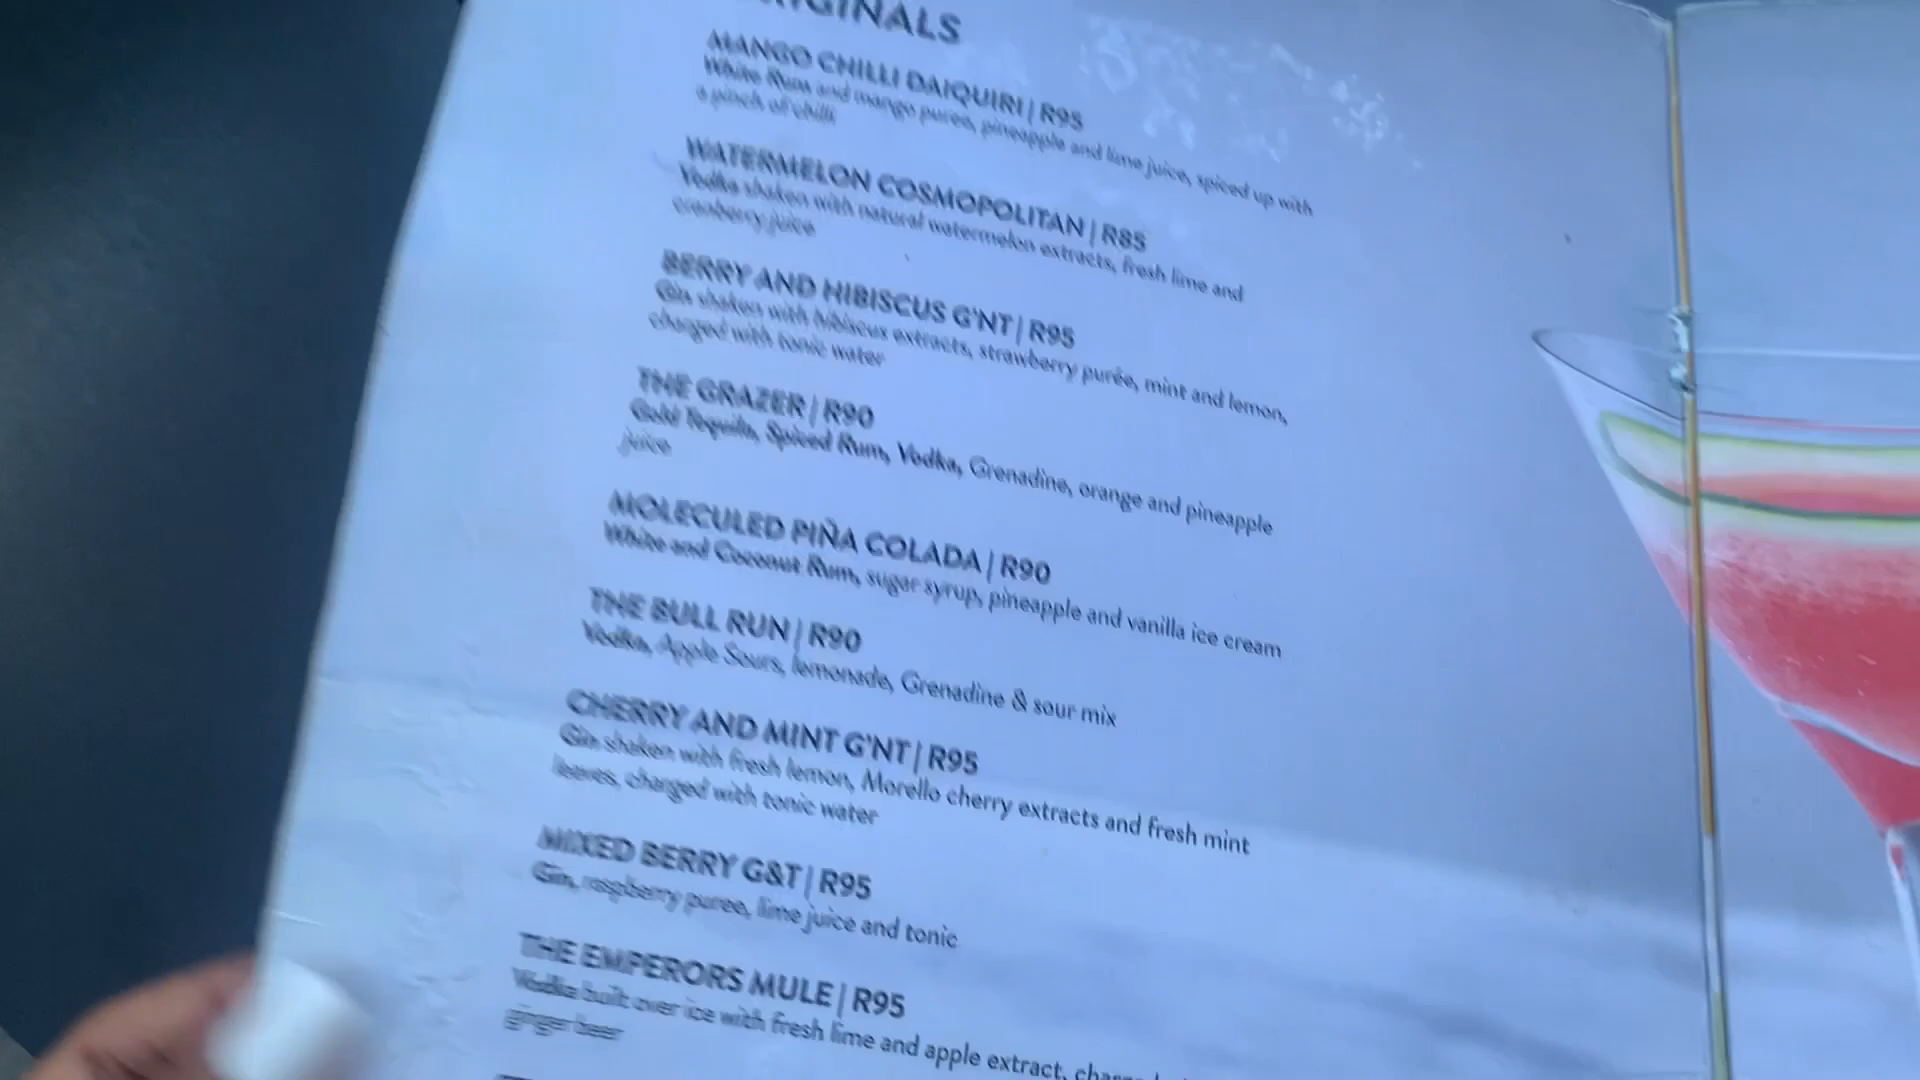 ORIGINALS
MANGO CHILLI DAIQUIRI | R95
White Rum and mango puree, pineapple and lime juice, spiced up with
a pinch of chilli
WATERMELON COSMOPOLITAN | R85
Vodka shaken with natural watermelon extracts, fresh lime and
cranberry juice
BERRY AND HIBISCUS G'NT | R95
Gin shaken with hibiscus extracts, strawberry purée, mint and lemon,
charged with tonic water
THE GRAZER | R90
Gold Tequila, Spiced Rum, Vodka, Grenadine, orange and pineapple
juice
MOLECULED PIÑA COLADA | R90
White and Coconut Rum, sugar syrup, pineapple and vanilla ice cream
THE BULL RUN | R90
Vodka, Apple Sours, lemonade, Grenadine & sour mix
CHERRY AND MINT G'NT | R95
Gin shaken with fresh lemon, Morello cherry extracts and fresh mint
leaves, charged with tonic water
MIXED BERRY G&T | R95
Gin, raspberry puree, lime juice and tonic
THE EMPERORS MULE | R95
Vodka built over ice with fresh lime and apple extract,
ginger beer